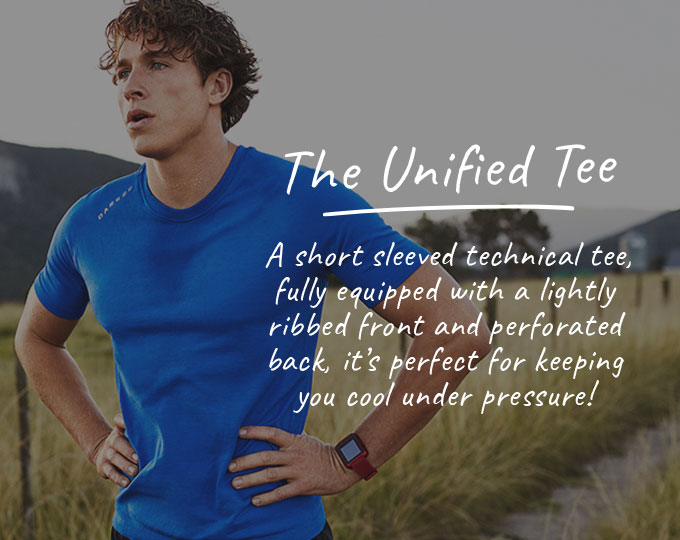 DARE2B
The Unified Tee
A short sleeved technical tee,
fully equipped with a lightly
ribbed front and perforated
back, it's perfect for keeping
you cool under pressure!